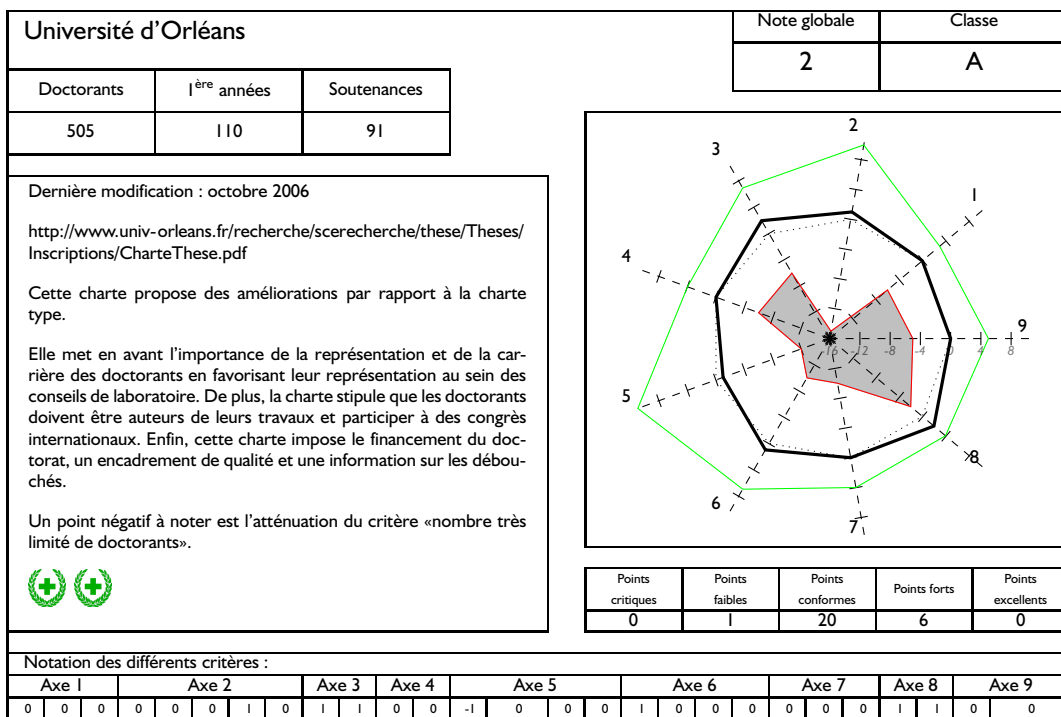 Université d'Orléans
Note globale Classe
2 A
Doctorants 1ère années Soutenances
505 110 91
Dernière modification : octobre 2006
http://www.univ-orleans.fr/recherche/scerecherche/these/Theses/
Inscriptions/CharteThese.pdf
Cette charte propose des améliorations par rapport à la charte
type.
Elle met en avant l'importance de la représentation et de la car-
rière des doctorants en favorisant leur représentation au sein des
conseils de laboratoire. De plus, la charte stipule que les doctorants
doivent être auteurs de leurs travaux et participer à des congrès
internationaux. Enfin, cette charte impose le financement du doc-
torat, un encadrement de qualité et une information sur les débou-
chés.
Un point négatif à noter est l'atténuation du critère «nombre très
limité de doctorants».
2
3
1
4
9
-16 -12 -8 -4 0 4 8
5
8
6
7
Points critiques Points faibles Points conformes Points forts Points excellents
0 1 20 6 0
Notation des différents critères :
Axe 1 Axe 2 Axe 3 Axe 4 Axe 5 Axe 6 Axe 7 Axe 8 Axe 9
0 0 0 0 0 0 1 0 1 1 0 0 -1 0 0 0 1 0 0 0 0 0 0 1 1 0 0